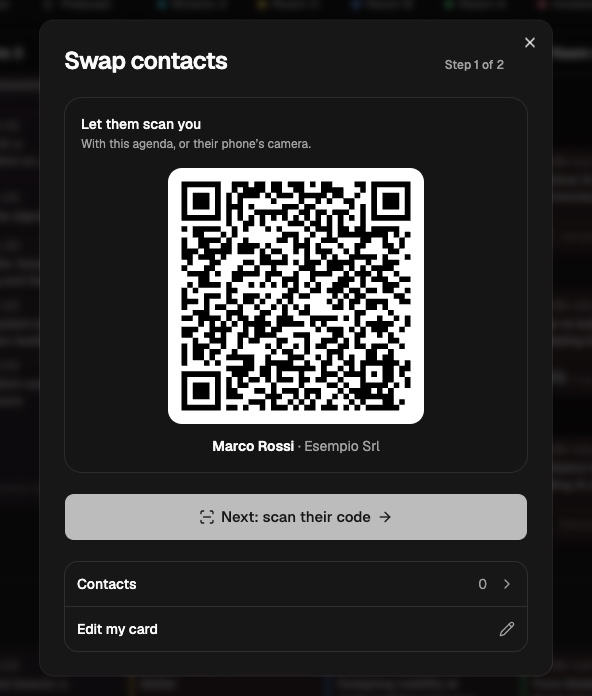 Swap contacts
Step 1 of 2
Let them scan you
With this agenda, or their phone's camera.
Marco Rossi · Esempio Srl
Next: scan their code →
Contacts 0
Edit my card